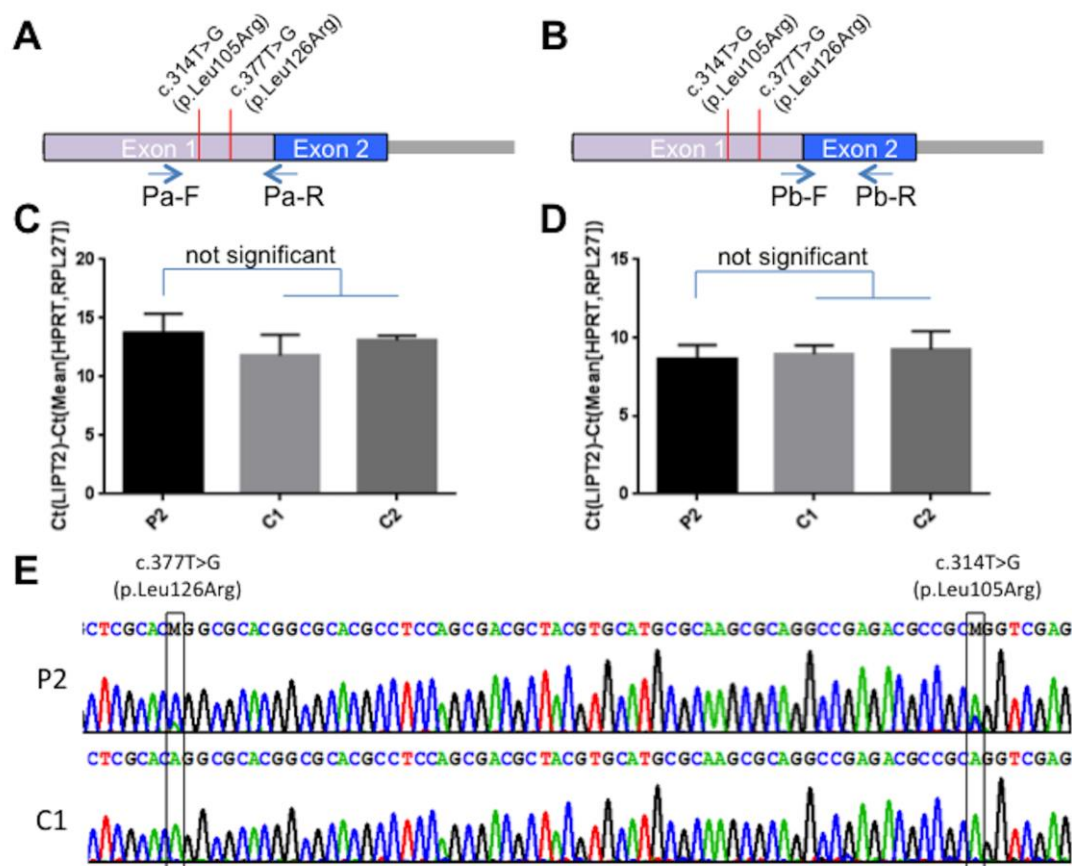 A
c.314T>G
(p.Leu105Arg)
c.377T>G
(p.Leu126Arg)
Exon 1
Exon 2
Pa-F
Pa-R
B
c.314T>G
(p.Leu105Arg)
c.377T>G
(p.Leu126Arg)
Exon 1
Exon 2
Pb-F
Pb-R
C
Ct(LIPT2)-Ct(Mean[HPRT,RPL27])
20
15
10
5
0
not significant
P2
C1
C2
D
Ct(LIPT2)-Ct(Mean[HPRT,RPL27])
15
10
5
0
not significant
P2
C1
C2
E
c.377T>G
(p.Leu126Arg)
c.314T>G
(p.Leu105Arg)
CTCGCACMGGCGCACGGCGCACGCCTCCAGCGACGCTACGTGCATGCGCAAGCGCAGGCCGAGACGCCGCMGGTCGAG
P2
CTCGCACAGGCGCACGGCGCACGCCTCCAGCGACGCTACGTGCATGCGCAAGCGCAGGCCGAGACGCCGCAGGTCGAG
C1